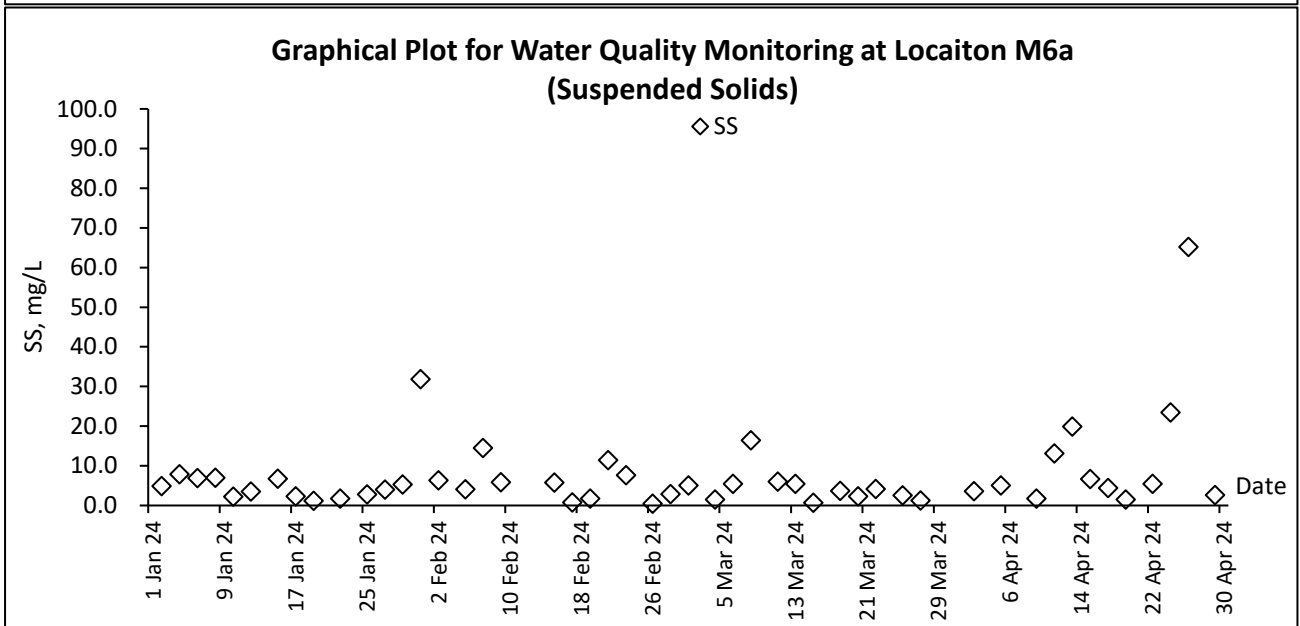 Graphical Plot for Water Quality Monitoring at Locaiton M6a
(Suspended Solids)
SS
100.0
90.0
80.0
70.0
60.0
50.0
40.0
30.0
20.0
10.0
0.0
SS, mg/L
Date
1 Jan 24
9 Jan 24
17 Jan 24
25 Jan 24
2 Feb 24
10 Feb 24
18 Feb 24
26 Feb 24
5 Mar 24
13 Mar 24
21 Mar 24
29 Mar 24
6 Apr 24
14 Apr 24
22 Apr 24
30 Apr 24